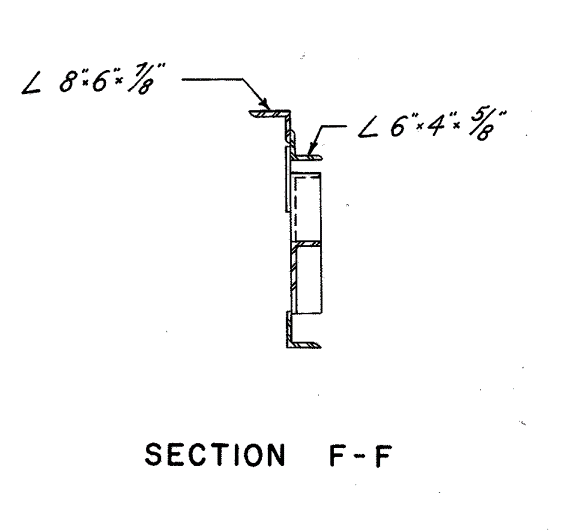 ∠ 8"×6"×7/8"
∠ 6"×4"×5/8"
SECTION F-F